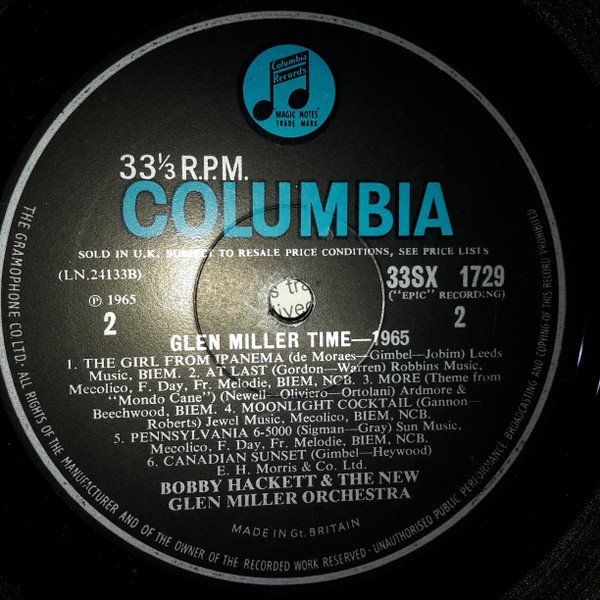 Columbia
Records
MAGIC NOTES
TRADE MARK
33⅓ R.P.M.
COLUMBIA
SOLD IN U.K. SUBJECT TO RESALE PRICE CONDITIONS, SEE PRICE LISTS
(LN.24133B)
33SX 1729
℗ 1965
("EPIC" RECORDING)
2
2
GLEN MILLER TIME—1965
1. THE GIRL FROM IPANEMA (de Moraes—Gimbel—Jobim) Leeds
Music, BIEM. 2. AT LAST (Gordon—Warren) Robbins Music,
Mecolico, F. Day, Fr. Melodie, BIEM, NCB. 3. MORE (Theme from
"Mondo Cane") (Newell—Oliviero—Ortolani) Ardmore &
Beechwood, BIEM. 4. MOONLIGHT COCKTAIL (Gannon—
Roberts) Jewel Music, Mecolico, BIEM, NCB.
5. PENNSYLVANIA 6-5000 (Sigman—Gray) Sun Music,
Mecolico, F. Day, Fr. Melodie, BIEM, NCB.
6. CANADIAN SUNSET (Gimbel—Heywood)
E. H. Morris & Co. Ltd.
BOBBY HACKETT & THE NEW
GLEN MILLER ORCHESTRA
MADE IN Gt. BRITAIN
THE GRAMOPHONE CO LTD. ALL RIGHTS OF THE MANUFACTURER AND OF THE OWNER OF THE RECORDED WORK RESERVED · UNAUTHORISED PUBLIC PERFORMANCE BROADCASTING AND COPYING OF THIS RECORD PROHIBITED